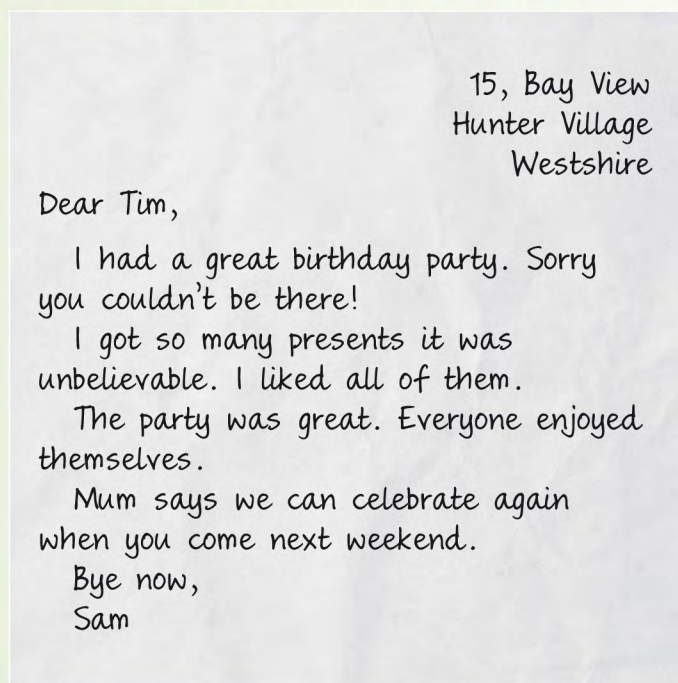 15, Bay View
Hunter Village
Westshire
Dear Tim,
I had a great birthday party. Sorry
you couldn't be there!
I got so many presents it was
unbelievable. I liked all of them.
The party was great. Everyone enjoyed
themselves.
Mum says we can celebrate again
when you come next weekend.
Bye now,
Sam